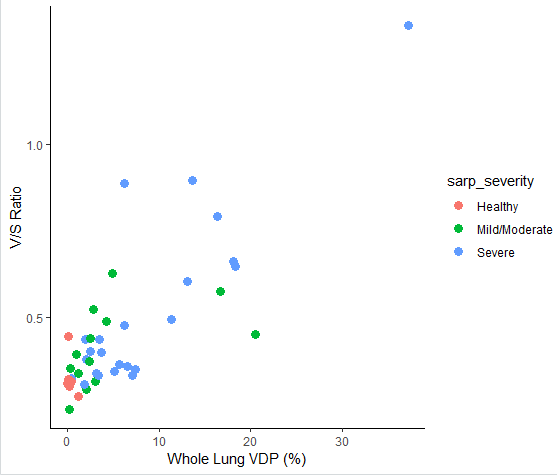 1.0
0.5
V/S Ratio
0
10
20
30
Whole Lung VDP (%)
sarp_severity
Healthy
Mild/Moderate
Severe